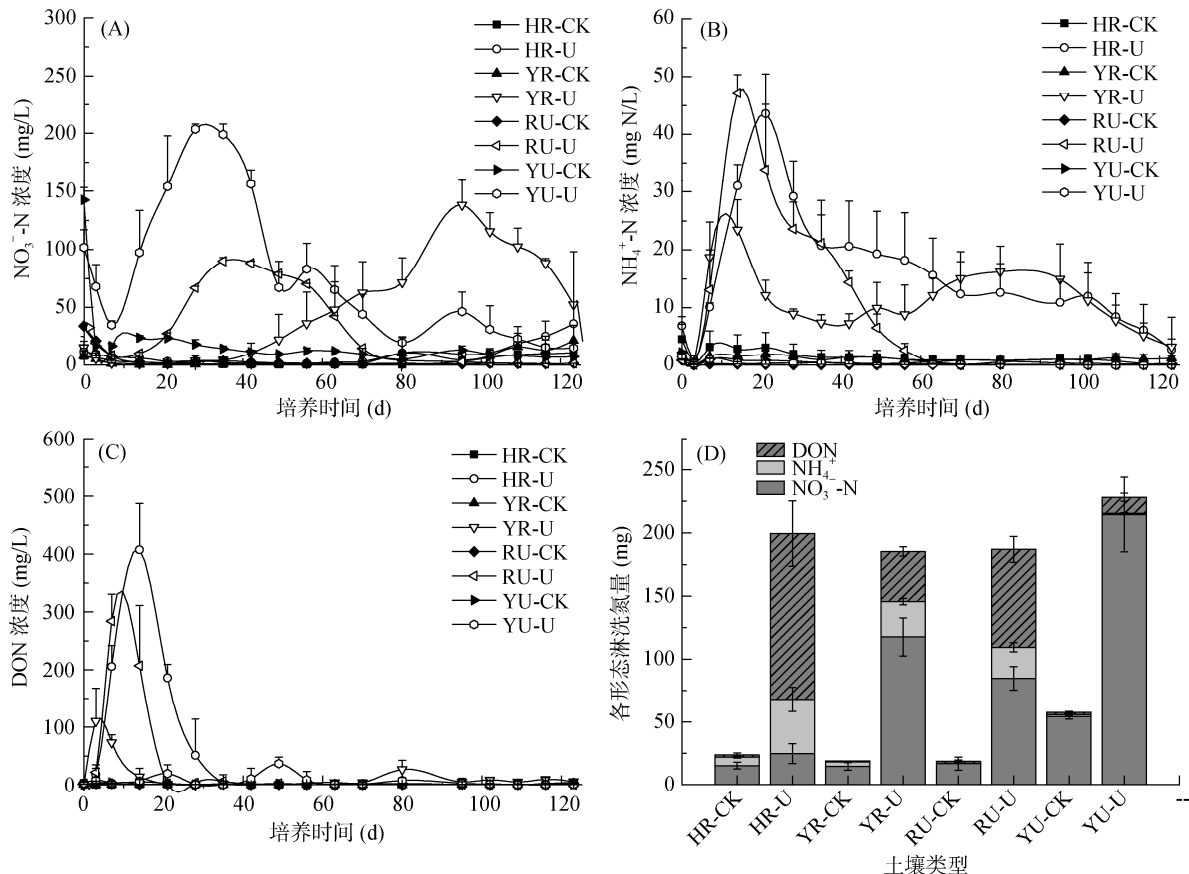 (A)
NO₃⁻-N 浓度 (mg/L)
300
250
200
150
100
50
0
0 20 40 60 80 100 120
培养时间 (d)
HR-CK
HR-U
YR-CK
YR-U
RU-CK
RU-U
YU-CK
YU-U
(B)
NH₄⁺-N 浓度 (mg N/L)
60
50
40
30
20
10
0
0 20 40 60 80 100 120
培养时间 (d)
HR-CK
HR-U
YR-CK
YR-U
RU-CK
RU-U
YU-CK
YU-U
(C)
DON 浓度 (mg/L)
600
500
400
300
200
100
0
0 20 40 60 80 100 120
培养时间 (d)
HR-CK
HR-U
YR-CK
YR-U
RU-CK
RU-U
YU-CK
YU-U
(D)
各形态淋洗氮量 (mg)
250
200
150
100
50
0
DON
NH₄⁺
NO₃⁻-N
HR-CK HR-U YR-CK YR-U RU-CK RU-U YU-CK YU-U --
土壤类型